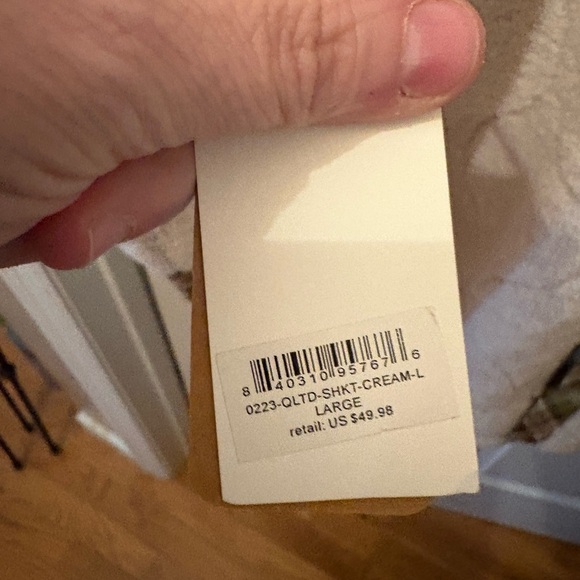 8 40310 95767 6
0223-QLTD-SHKT-CREAM-L
LARGE
retail: US $49.98